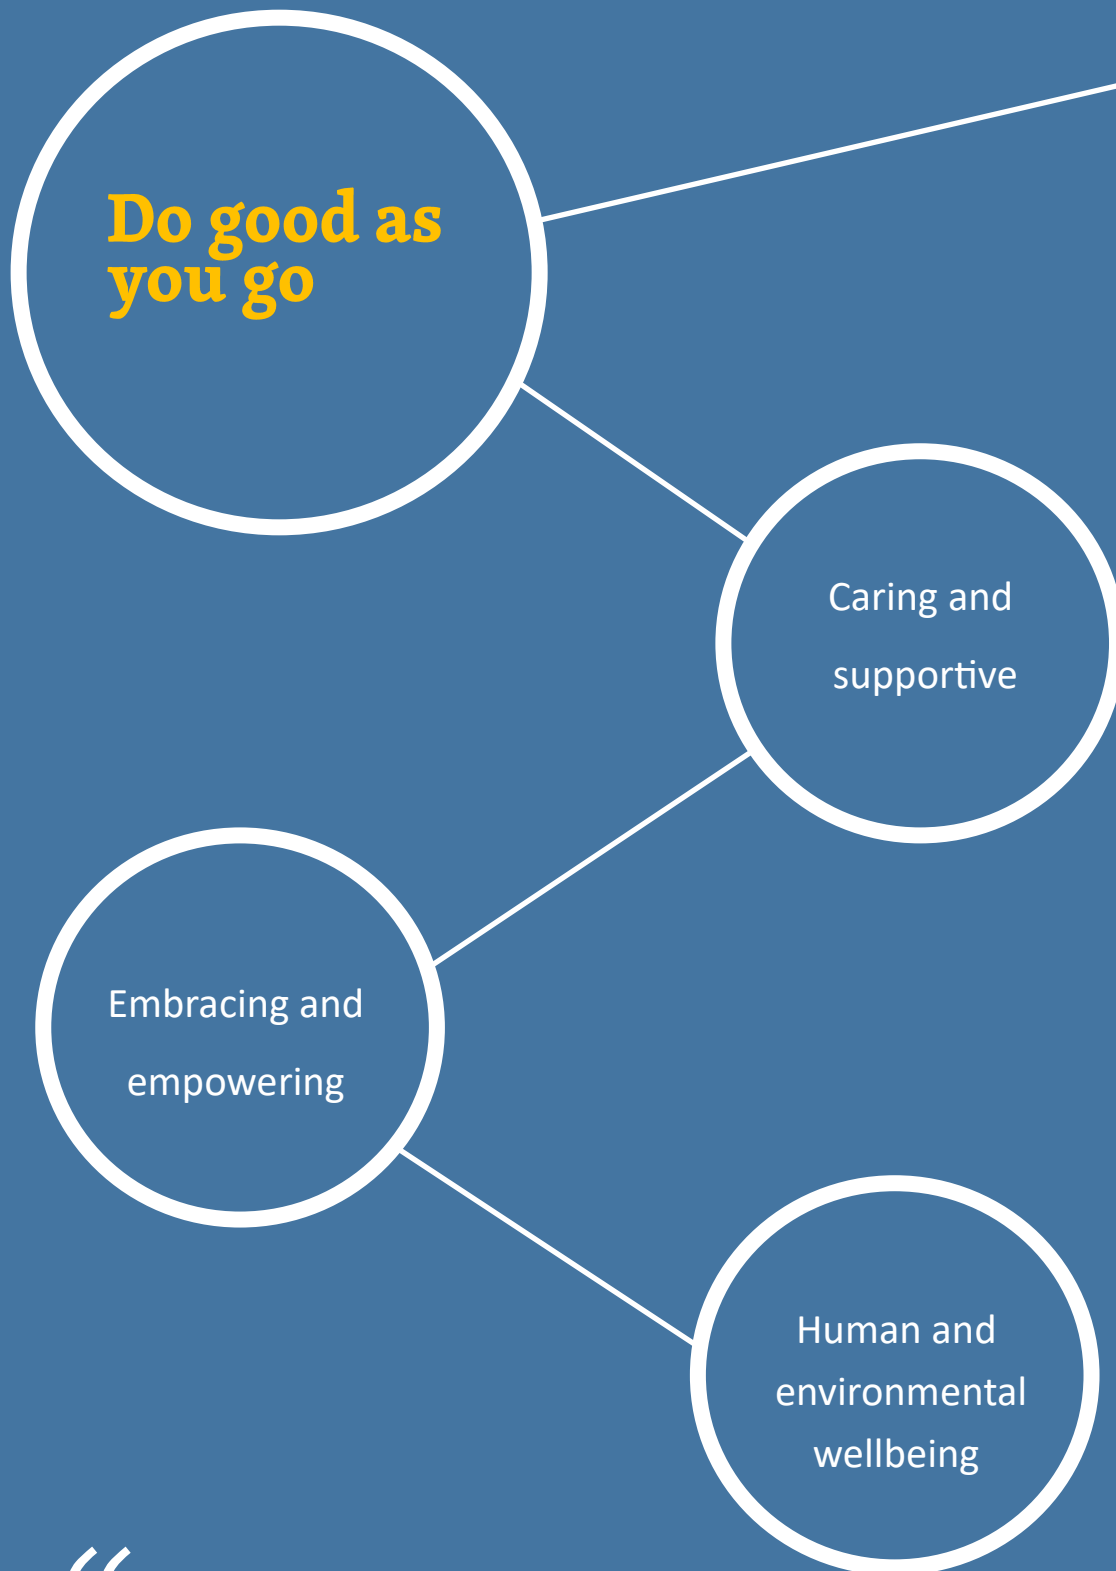 Do good as
you go
Caring and
supportive
Embracing and
empowering
Human and
environmental
wellbeing
“